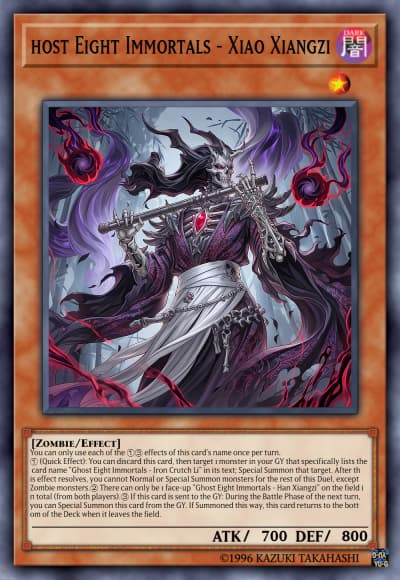 host Eight Immortals - Xiao Xiangzi
DARK
闇
[Zombie/Effect]
You can only use each of the ①③ effects of this card's name once per turn.
① (Quick Effect): You can discard this card, then target 1 monster in your GY that specifically lists the
card name "Ghost Eight Immortals - Iron Crutch Li" in its text; Special Summon that target. After th
is effect resolves, you cannot Normal or Special Summon monsters for the rest of this Duel, except
Zombie monsters.② There can only be 1 face-up "Ghost Eight Immortals - Han Xiangzi" on the field i
n total (from both players).③ If this card is sent to the GY: During the Battle Phase of the next turn,
you can Special Summon this card from the GY. If Summoned this way, this card returns to the bott
om of the Deck when it leaves the field.
ATK/ 700 DEF/ 800
©1996 KAZUKI TAKAHASHI